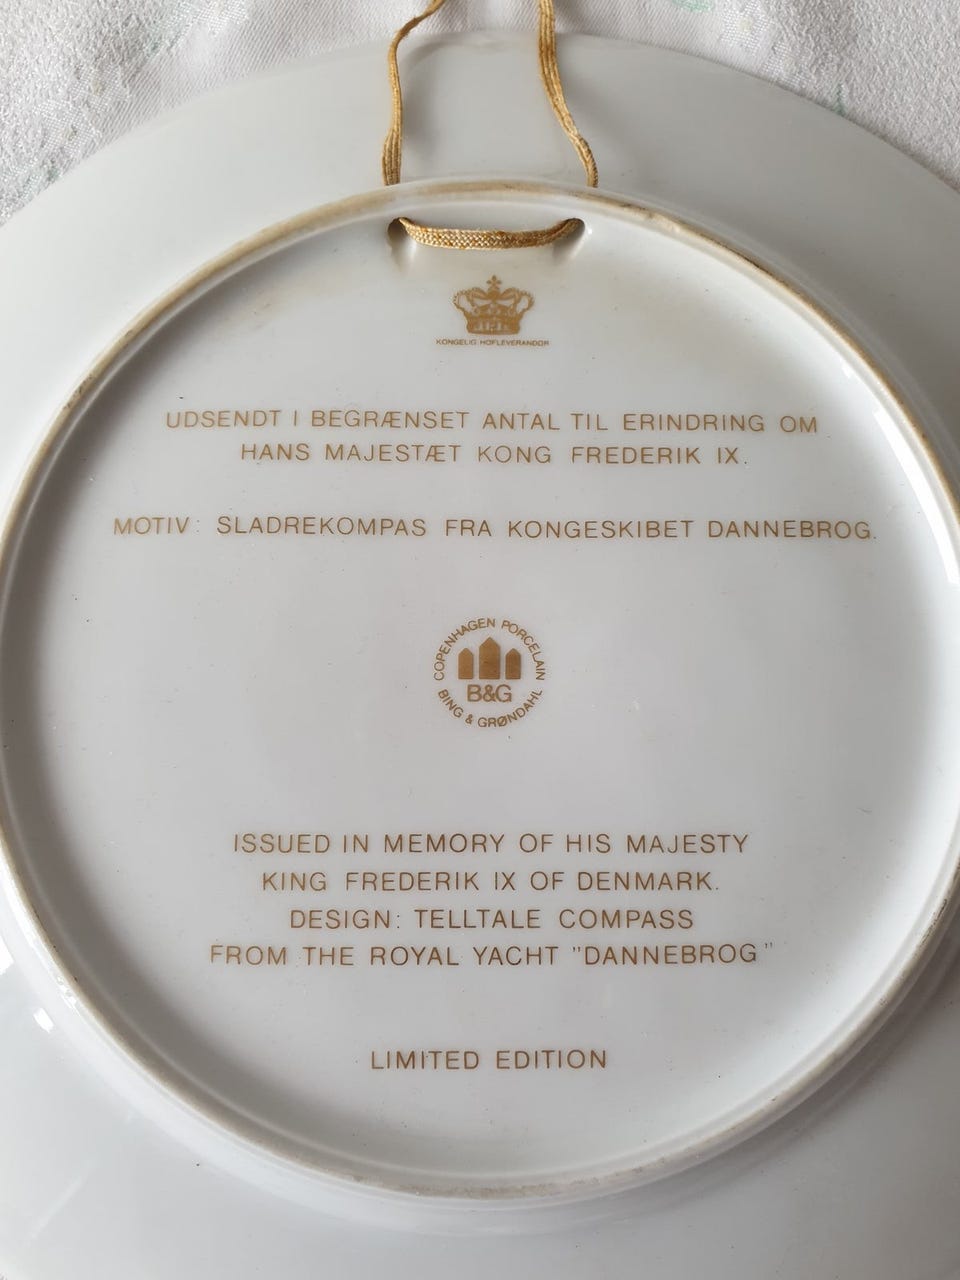 KONGELIG HOFLEVERANDØR
UDSENDT I BEGRÆNSET ANTAL TIL ERINDRING OM
HANS MAJESTÆT KONG FREDERIK IX.
MOTIV: SLADREKOMPAS FRA KONGESKIBET DANNEBROG.
COPENHAGEN PORCELAIN
B&G
BING & GRØNDAHL
ISSUED IN MEMORY OF HIS MAJESTY
KING FREDERIK IX OF DENMARK.
DESIGN: TELLTALE COMPASS
FROM THE ROYAL YACHT "DANNEBROG"
LIMITED EDITION